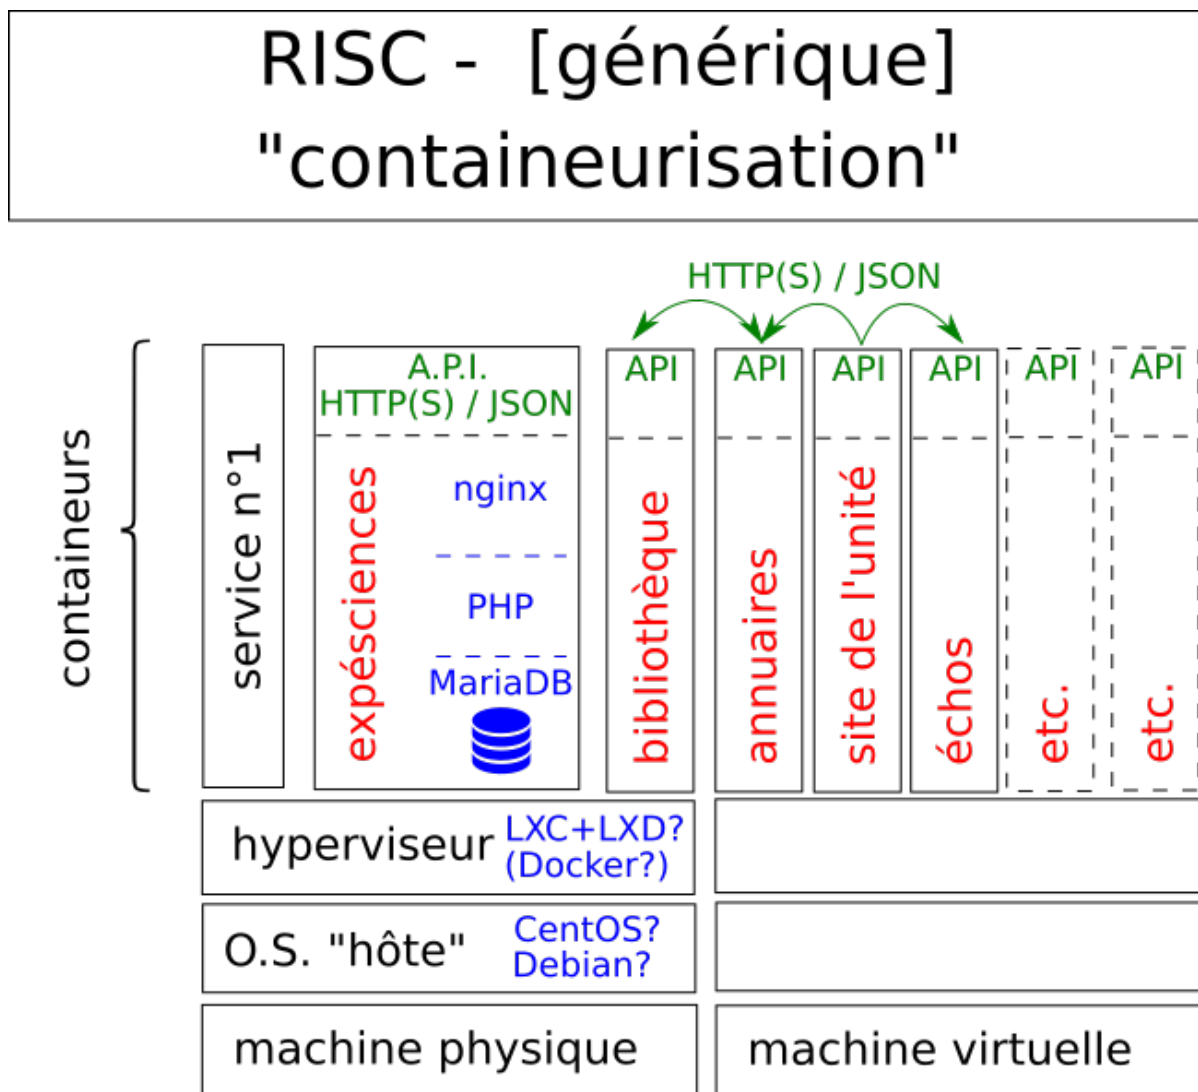 RISC -  [générique]
"containeurisation"
HTTP(S) / JSON
containeurs
service n°1
A.P.I.
HTTP(S) / JSON
expésciences
nginx
PHP
MariaDB
API
bibliothèque
API
annuaires
API
site de l'unité
API
échos
API
etc.
API
etc.
hyperviseur
LXC+LXD?
(Docker?)
O.S. "hôte"
CentOS?
Debian?
machine physique
machine virtuelle